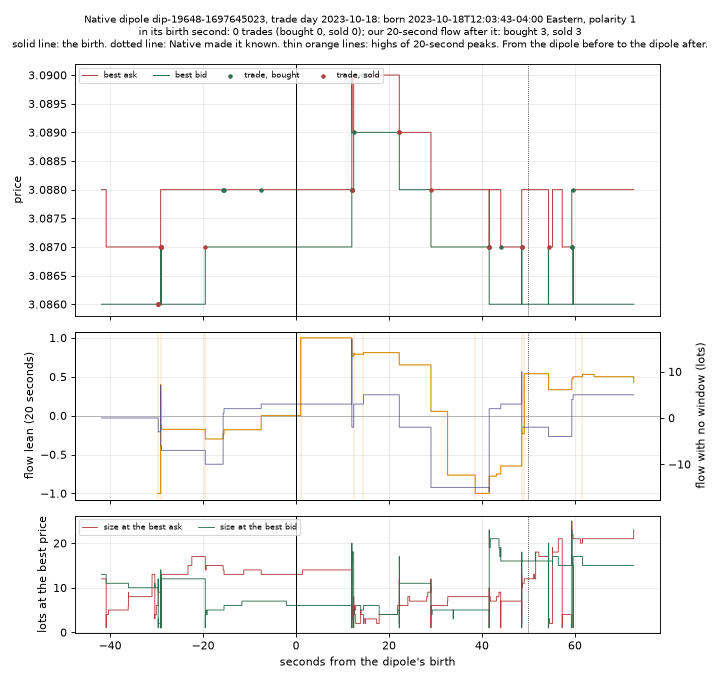 Native dipole dip-19648-1697645023, trade day 2023-10-18: born 2023-10-18T12:03:43-04:00 Eastern, polarity 1
in its birth second: 0 trades (bought 0, sold 0); our 20-second flow after it: bought 3, sold 3
solid line: the birth. dotted line: Native made it known. thin orange lines: highs of 20-second peaks. From the dipole before to the dipole after.
best ask best bid trade, bought trade, sold
3.0900
3.0895
3.0890
3.0885
3.0880
3.0875
3.0870
3.0865
3.0860
price
1.0
0.5
0.0
−0.5
−1.0
flow lean (20 seconds)
10
0
−10
flow with no window (lots)
size at the best ask size at the best bid
20
10
0
lots at the best price
−40 −20 0 20 40 60
seconds from the dipole's birth